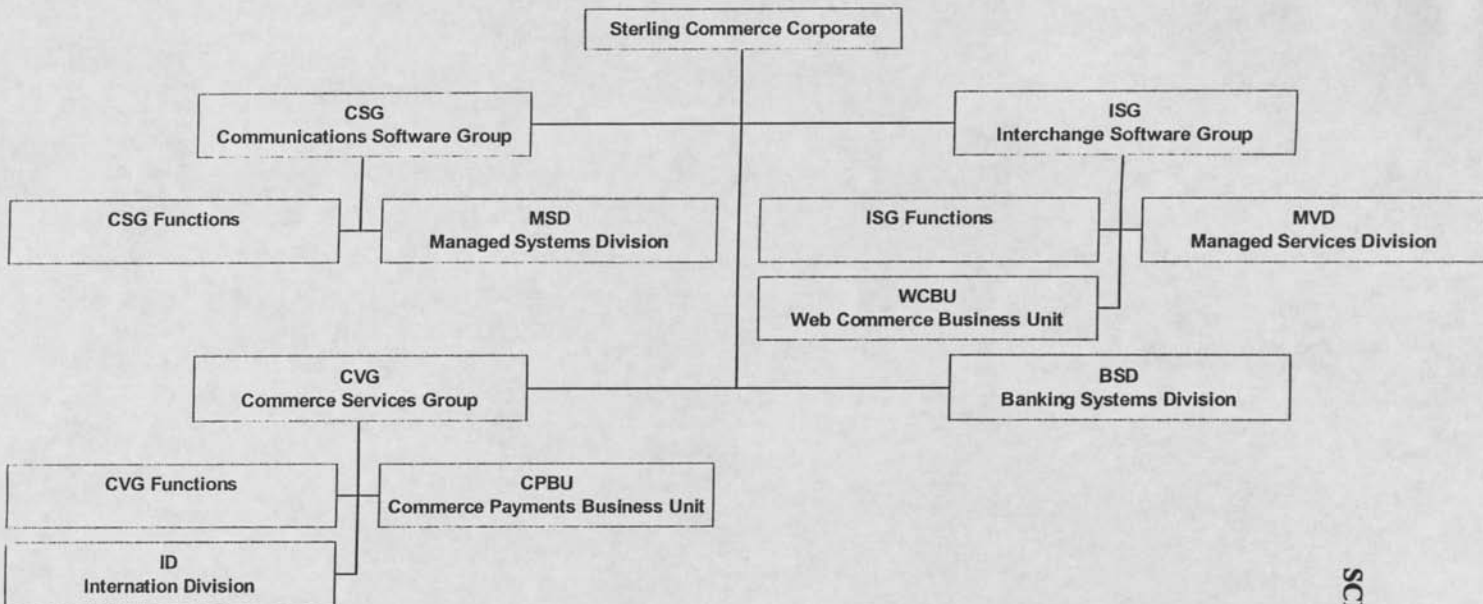 Sterling Commerce Corporate
CSG
Communications Software Group
ISG
Interchange Software Group
CSG Functions
MSD
Managed Systems Division
ISG Functions
MVD
Managed Services Division
WCBU
Web Commerce Business Unit
CVG
Commerce Services Group
BSD
Banking Systems Division
CVG Functions
CPBU
Commerce Payments Business Unit
ID
Internation Division
SC